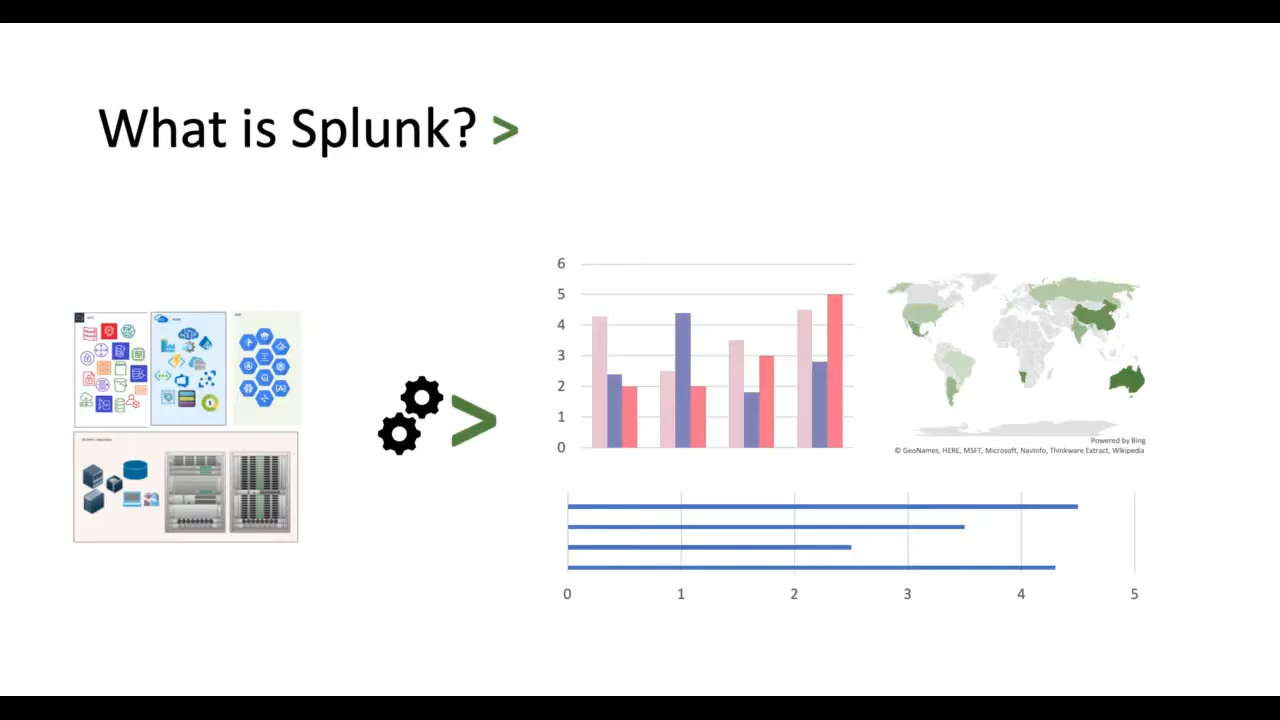 What is Splunk? >
6
5
4
3
2
1
0
>
Powered by Bing
© GeoNames, HERE, MSFT, Microsoft, NavInfo, Thinkware Extract, Wikipedia
0 1 2 3 4 5